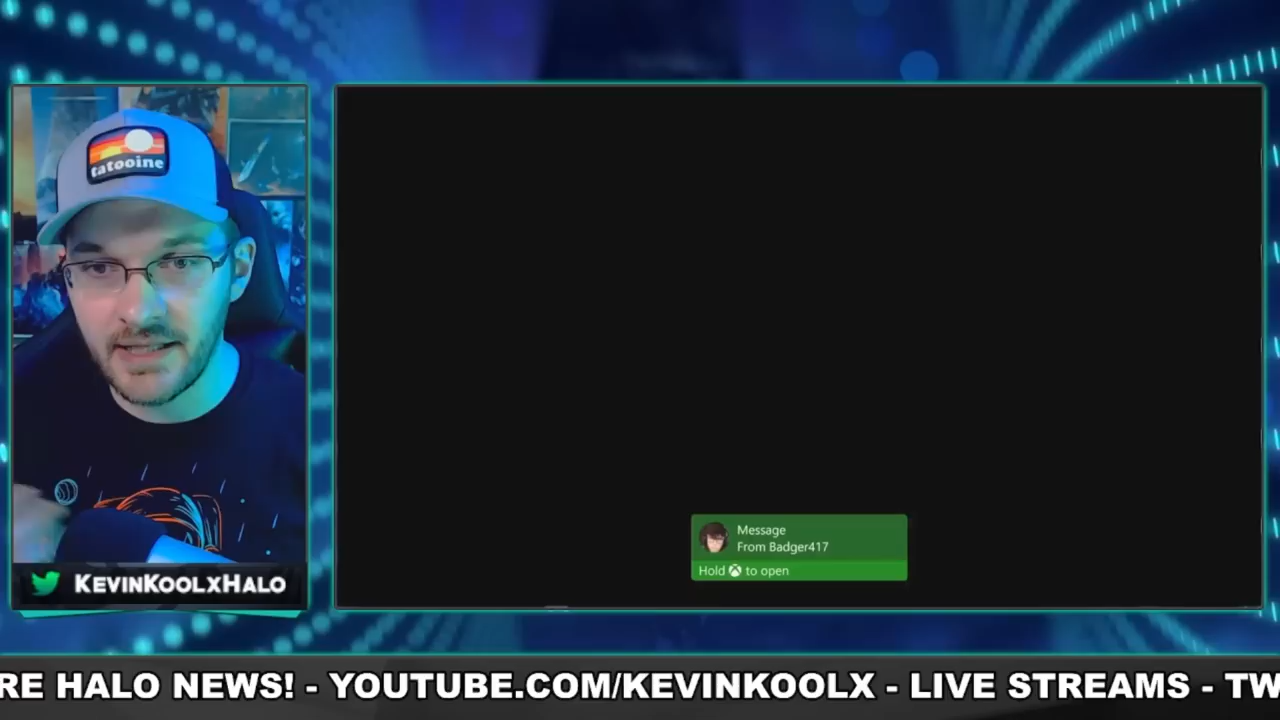 tatooine
Message
From Badger417
Hold to open
KEVINKOOLXHALO
RE HALO NEWS! - YOUTUBE.COM/KEVINKOOLX - LIVE STREAMS - TW